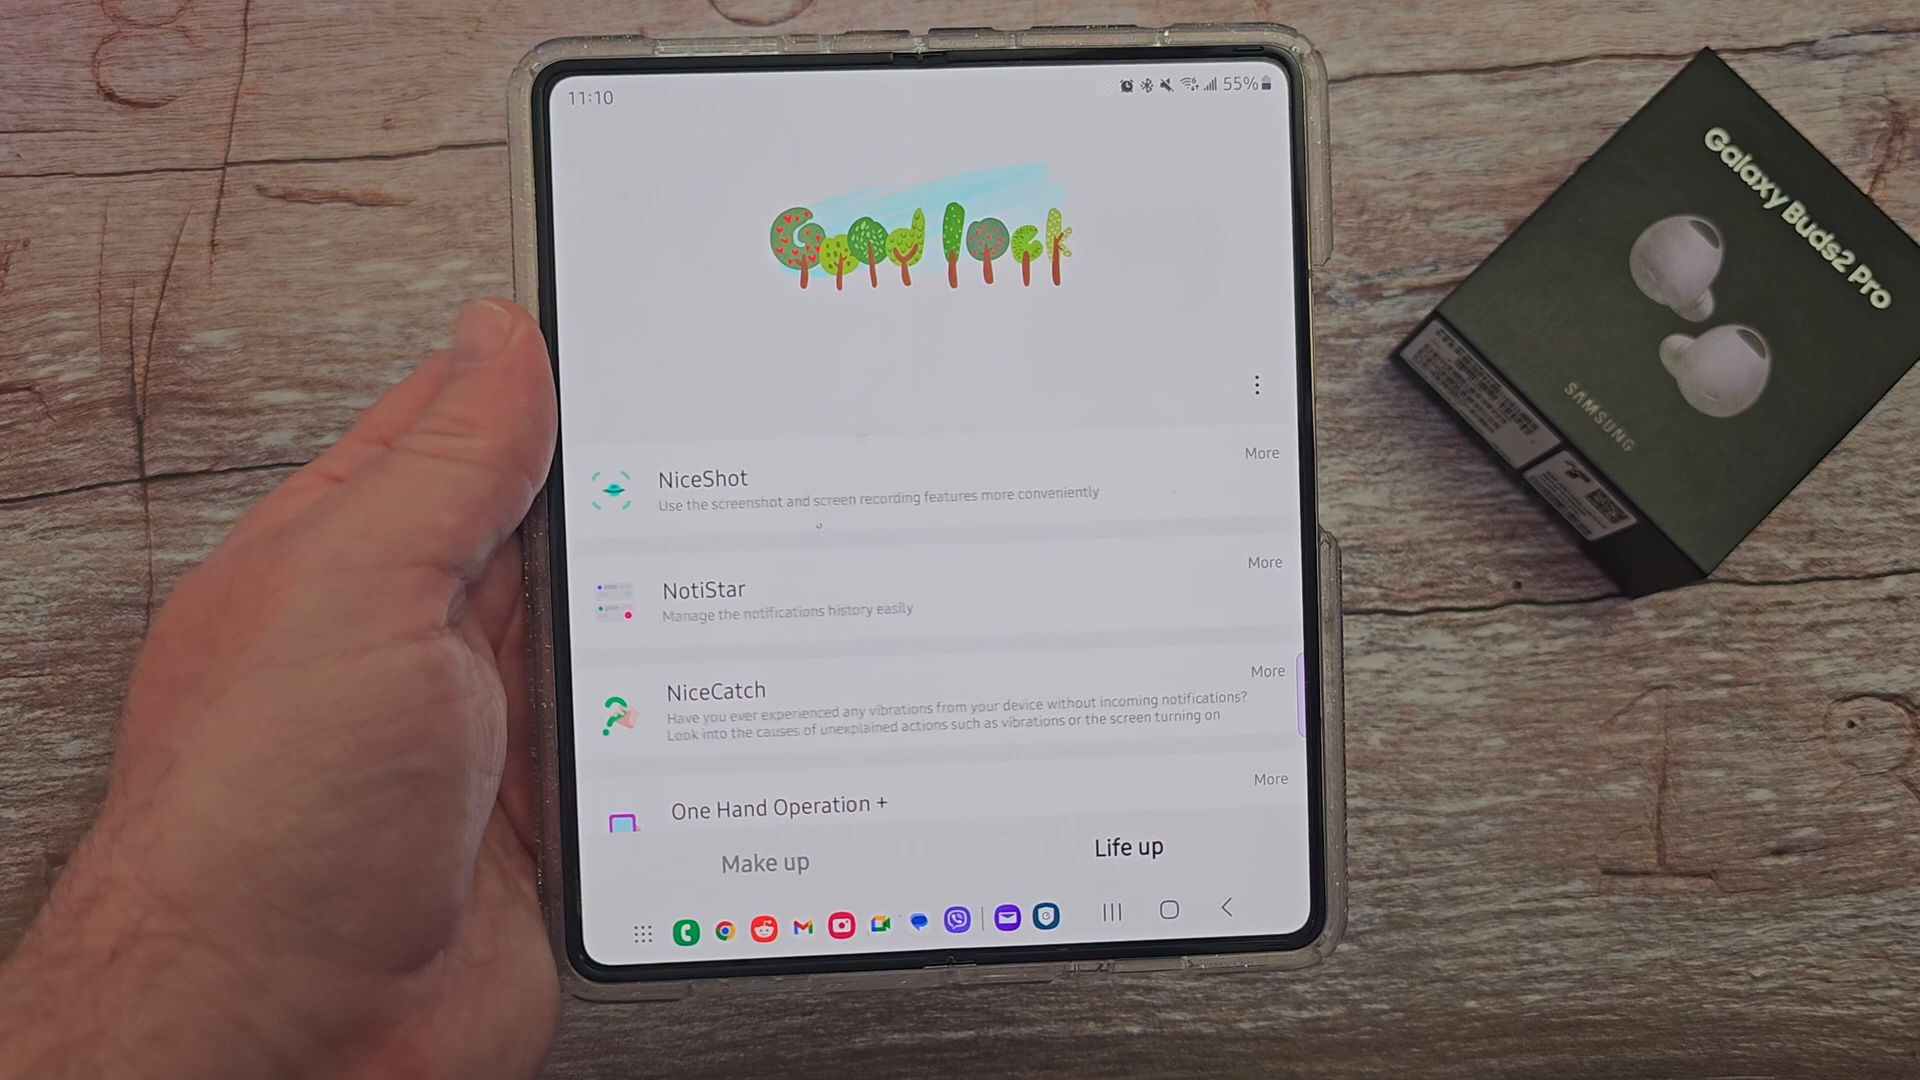 11:10
55%
Good lock
NiceShot
More
Use the screenshot and screen recording features more conveniently
NotiStar
More
Manage the notifications history easily
NiceCatch
More
Have you ever experienced any vibrations from your device without incoming notifications?
Look into the causes of unexplained actions such as vibrations or the screen turning on
One Hand Operation +
More
Make up
Life up
Galaxy Buds2 Pro
SAMSUNG